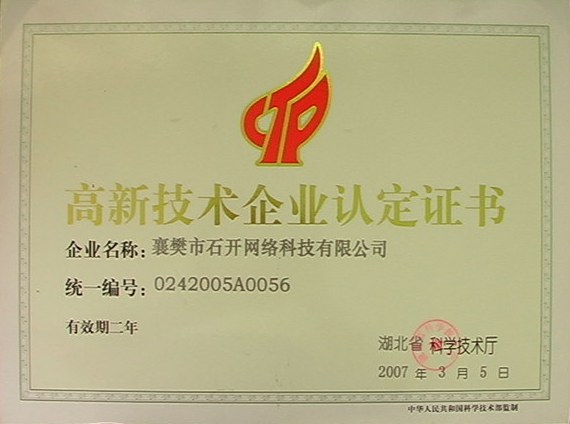 高新技术企业认定证书
企业名称：襄樊市石开网络科技有限公司
统一编号：0242005A0056
有效期二年
湖北省 科学技术厅
2007 年 3 月 5 日
中华人民共和国科学技术部监制